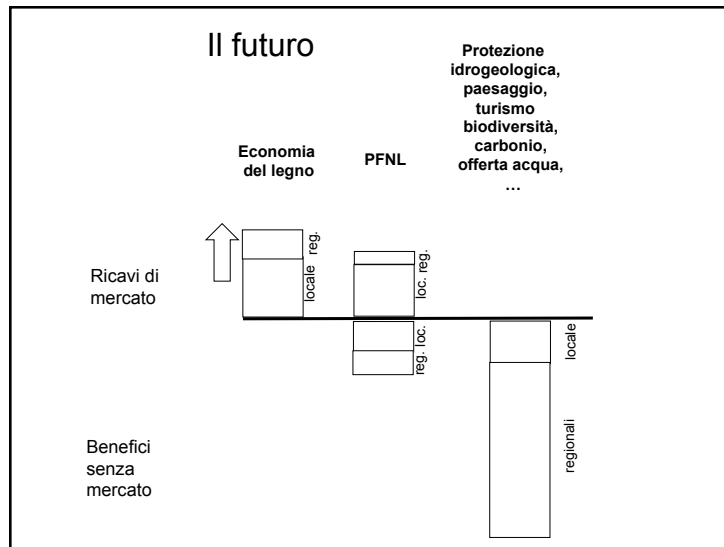 Il futuro
Protezione
idrogeologica,
paesaggio,
turismo
biodiversità,
carbonio,
offerta acqua,
…
Economia
del legno
PFNL
Ricavi di
mercato
reg.
locale
loc. reg.
reg. loc.
locale
regionali
Benefici
senza
mercato